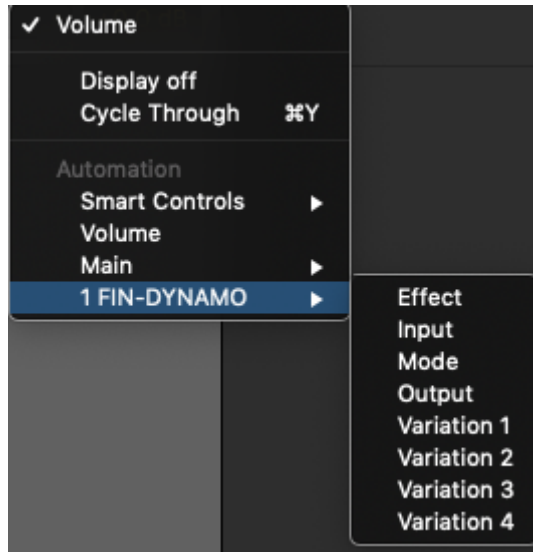 ✓ Volume
Display off
Cycle Through ⌘Y
Automation
Smart Controls ▶
Volume
Main ▶
1 FIN-DYNAMO ▶
Effect
Input
Mode
Output
Variation 1
Variation 2
Variation 3
Variation 4